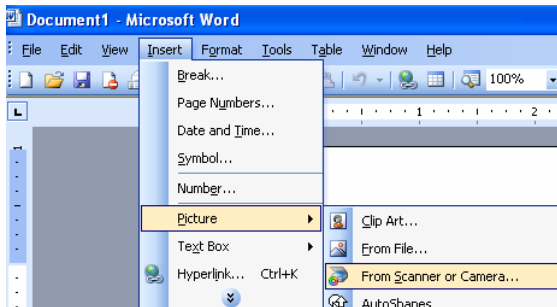 Document1 - Microsoft Word
File Edit View Insert Format Tools Table Window Help
100%
Break...
Page Numbers...
1 2
Date and Time...
Symbol...
Number...
Picture
Clip Art...
Text Box
From File...
Hyperlink... Ctrl+K
From Scanner or Camera...
AutoShapes